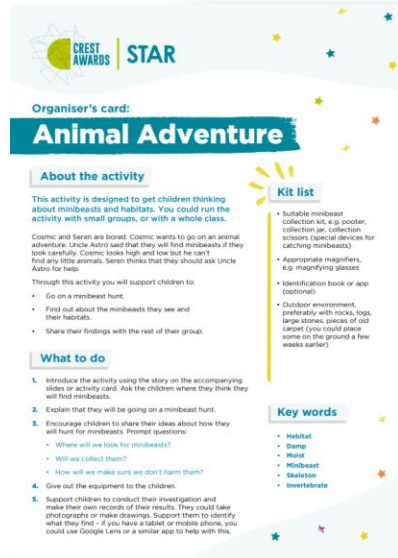 CREST
AWARDS
STAR
Organiser's card:
Animal Adventure
About the activity
This activity is designed to get children thinking
about minibeasts and habitats. You could run the
activity with small groups, or with a whole class.
Cosmic and Seren are bored. Cosmic wants to go on an animal
adventure. Uncle Astro said that they will find minibeasts if they
look carefully. Cosmic looks high and low but he can't
find any little animals. Seren thinks that they should ask Uncle
Astro for help.
Through this activity you will support children to:
• Go on a minibeast hunt.
• Find out about the minibeasts they see and
their habitats.
• Share their findings with the rest of their group.
What to do
1. Introduce the activity using the story on the accompanying
slides or activity card. Ask the children where they think they
will find minibeasts.
2. Explain that they will be going on a minibeast hunt.
3. Encourage children to share their ideas about how they
will hunt for minibeasts. Prompt questions:
• Where will we look for minibeasts?
• Will we collect them?
• How will we make sure we don't harm them?
4. Give out the equipment to the children.
5. Support children to conduct their investigation and
make their own records of their results. They could take
photographs or make drawings. Support them to identify
what they find – if you have a tablet or mobile phone, you
could use Google Lens or a similar app to help with this.
Kit list
• Suitable minibeast
collection kit, e.g. pooter,
collection jar, collection
scissors (special devices for
catching minibeasts)
• Appropriate magnifiers,
e.g. magnifying glasses
• Identification book or app
(optional)
• Outdoor environment,
preferably with rocks, logs,
large stones, pieces of old
carpet (you could place
some on the ground a few
weeks earlier)
Key words
• Habitat
• Damp
• Moist
• Minibeast
• Skeleton
• Invertebrate